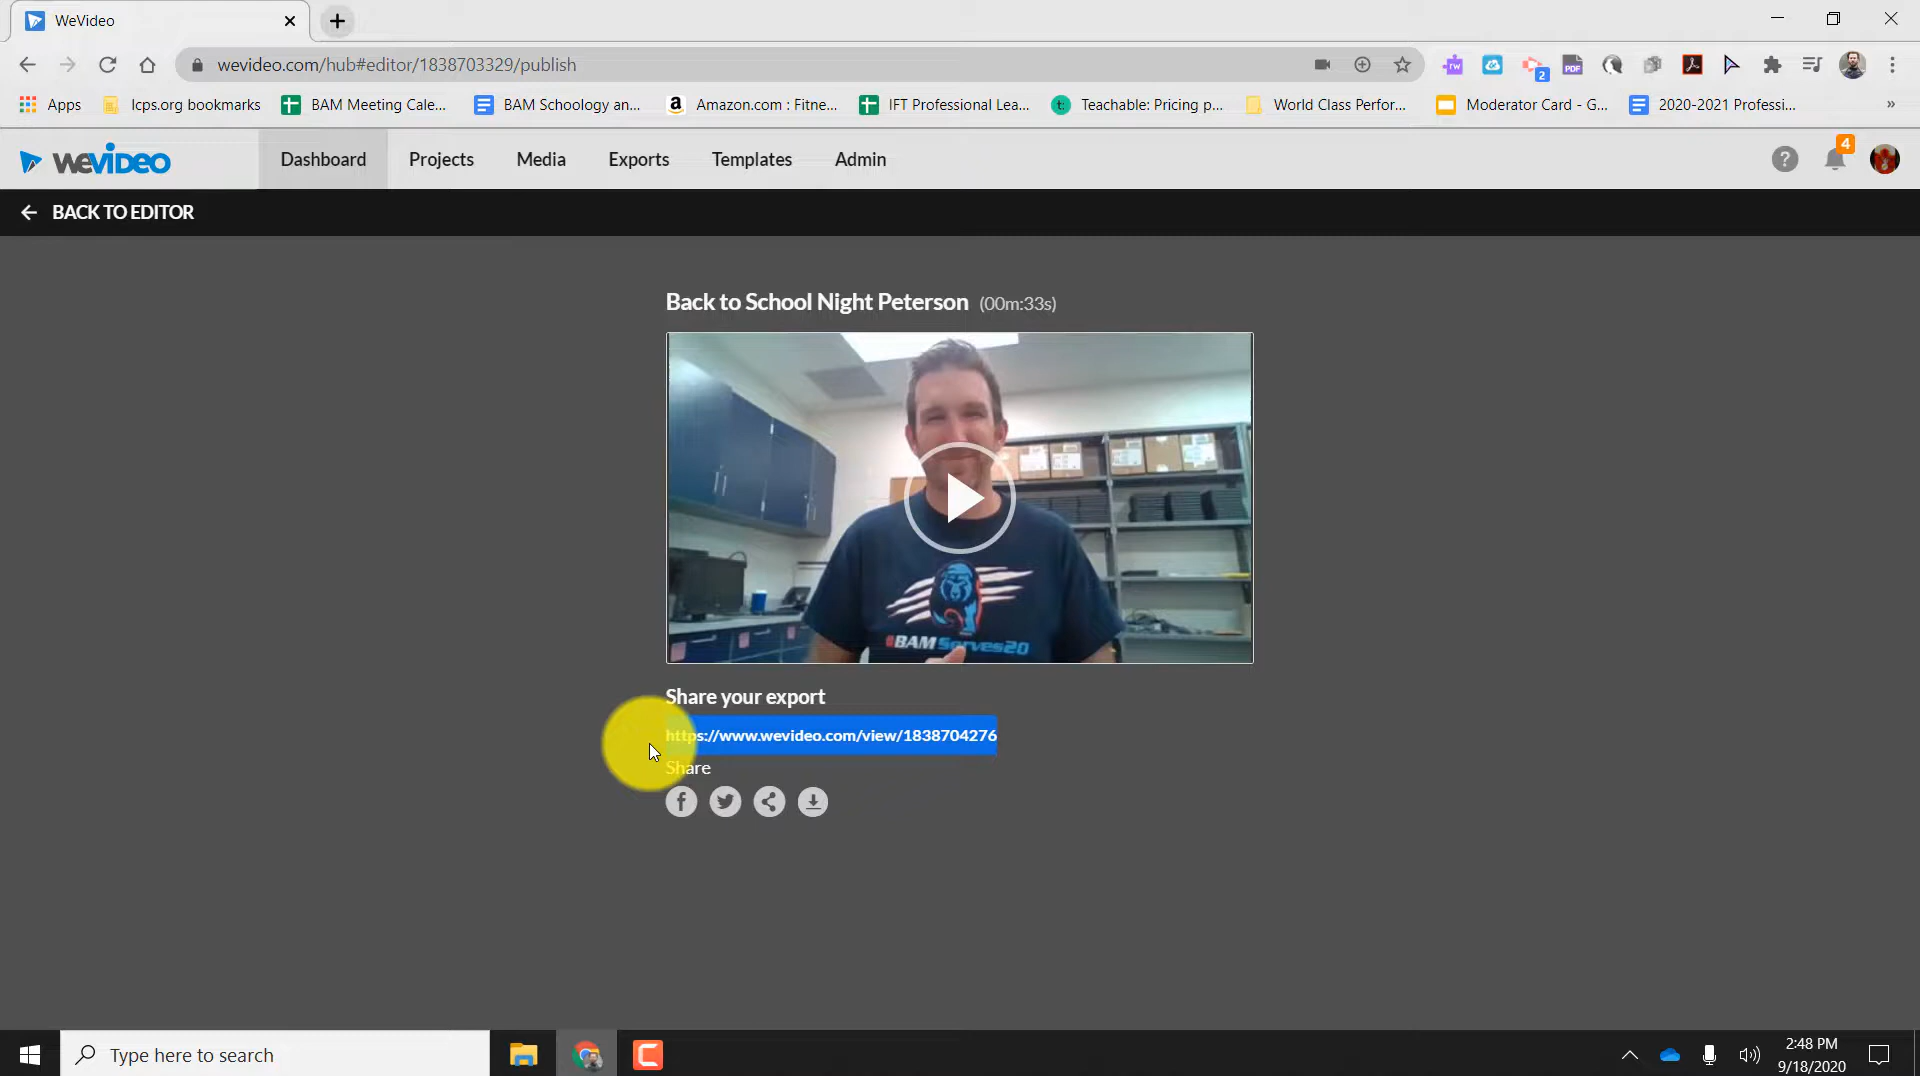 WeVideo
wevideo.com/hub#editor/1838703329/publish
2
Apps
lcps.org bookmarks
BAM Meeting Cale...
BAM Schoology an...
Amazon.com : Fitne...
IFT Professional Lea...
Teachable: Pricing p...
World Class Perfor...
Moderator Card - G...
2020-2021 Professi...
WEVIDEO
Dashboard
Projects
Media
Exports
Templates
Admin
4
BACK TO EDITOR
Back to School Night Peterson (00m:33s)
#BAM Serves20
Share your export
https://www.wevideo.com/view/1838704276
Share
Type here to search
2:48 PM
9/18/2020